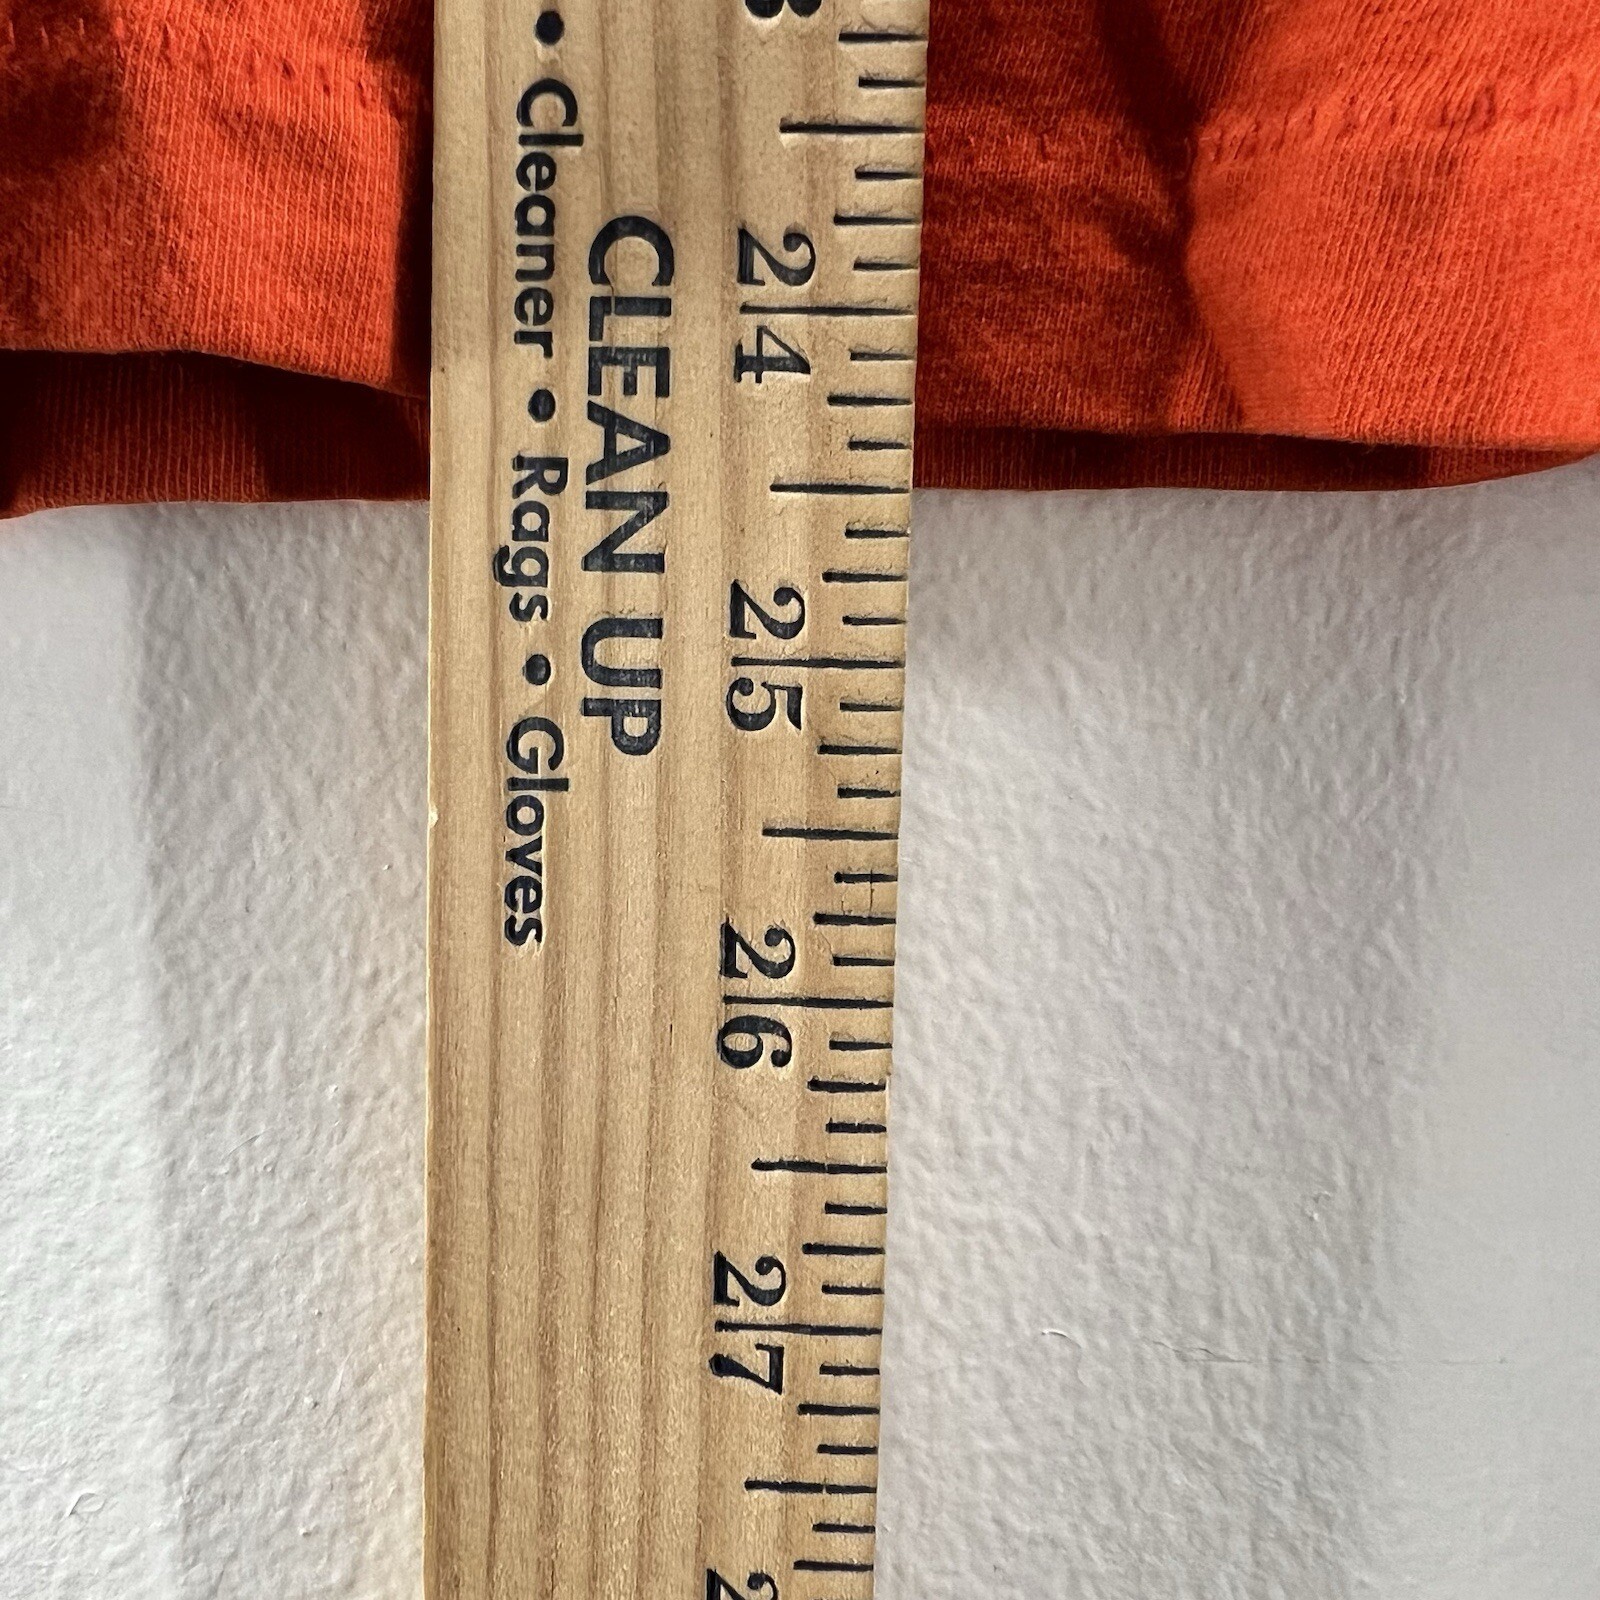 CLEAN UP
• Cleaner • Rags • Gloves
24
25
26
27